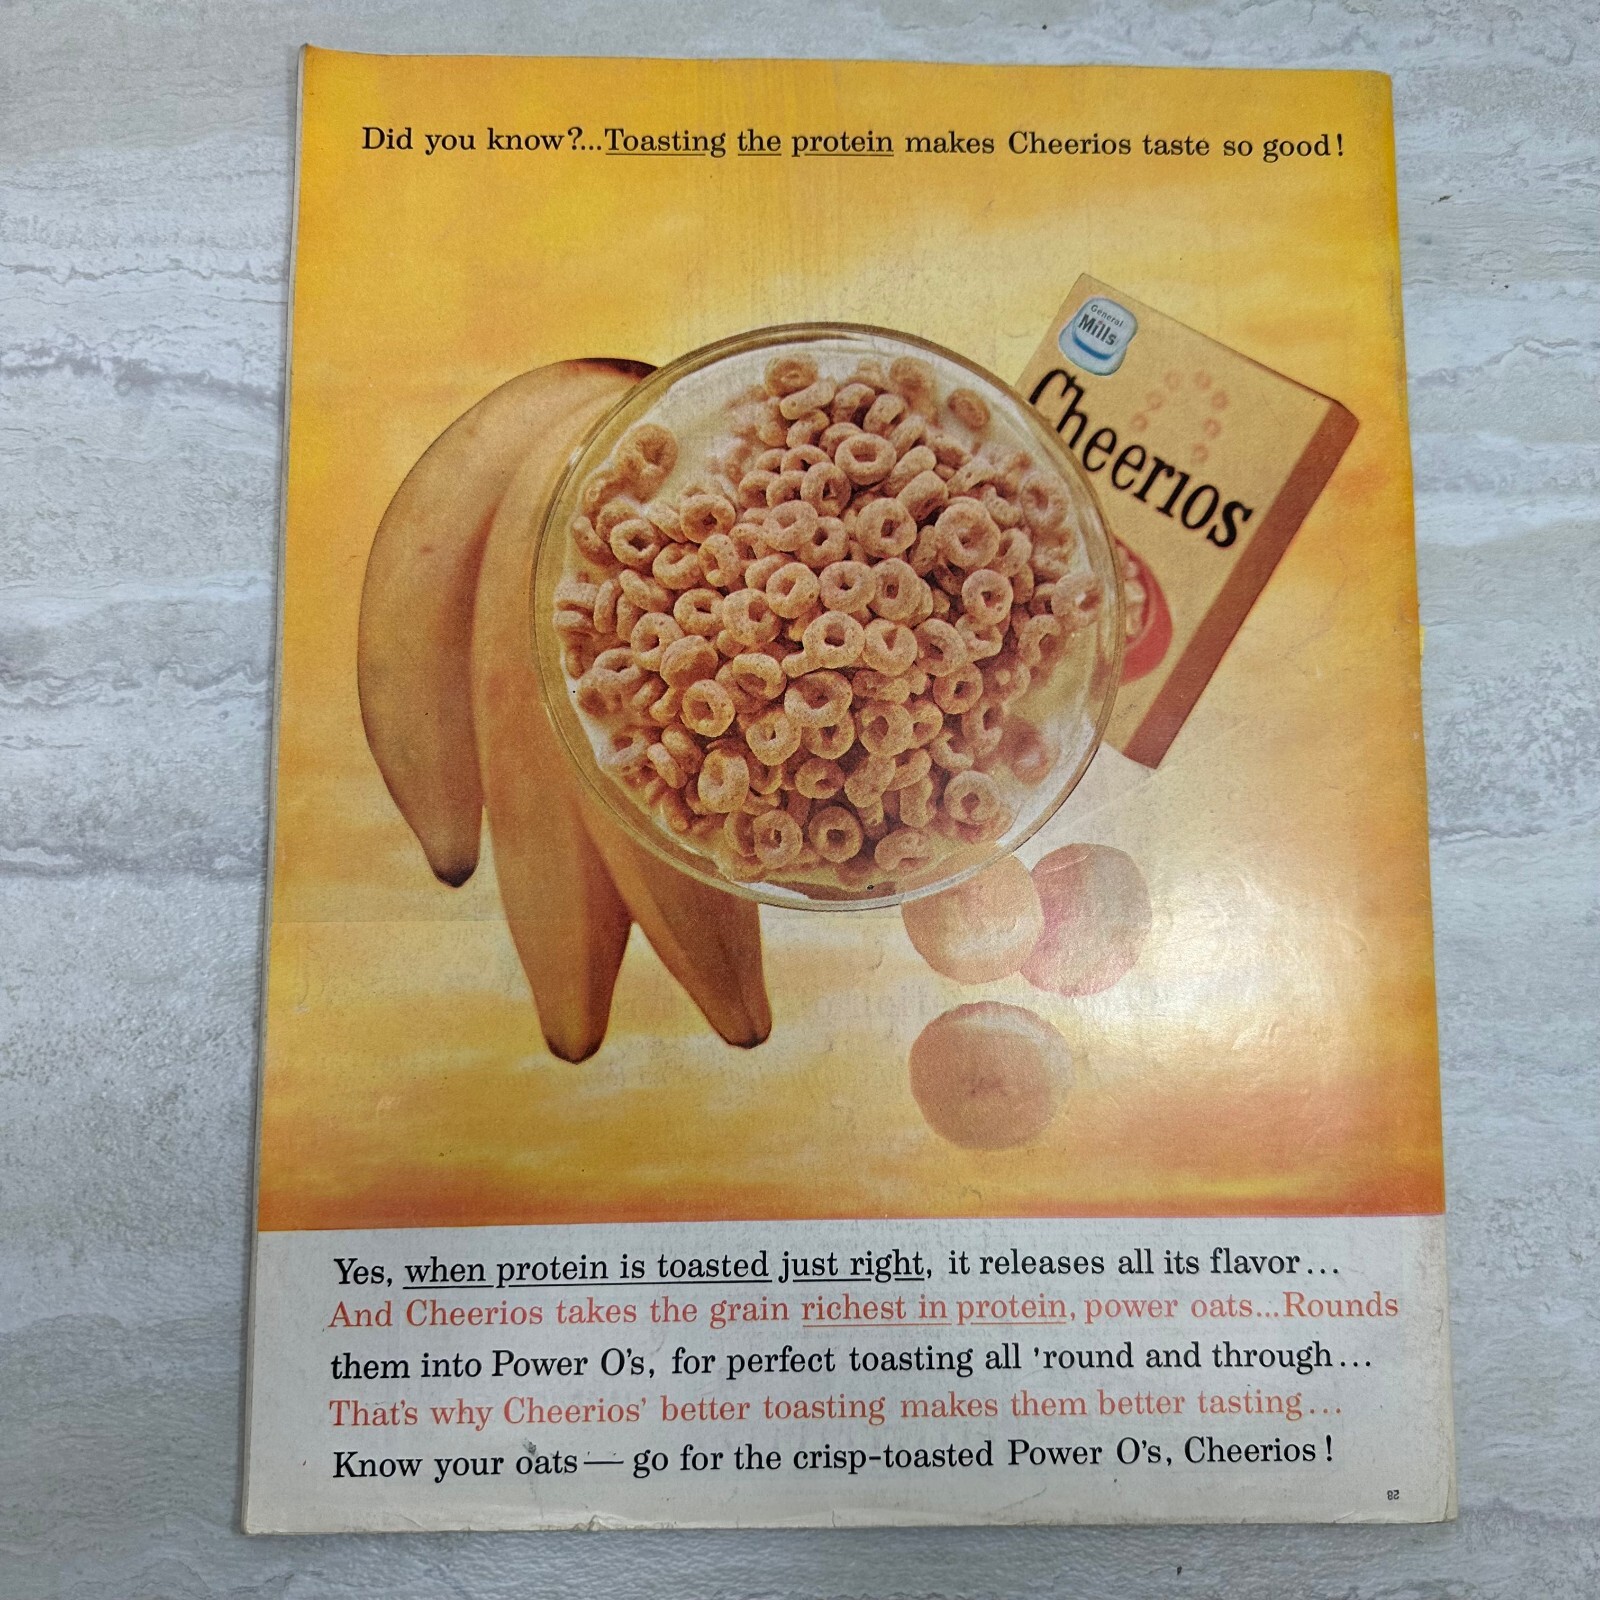 Did you know?...Toasting the protein makes Cheerios taste so good!
General
Mills
Cheerios
Yes, when protein is toasted just right, it releases all its flavor...
And Cheerios takes the grain richest in protein, power oats...Rounds
them into Power O's, for perfect toasting all 'round and through...
That's why Cheerios' better toasting makes them better tasting...
Know your oats — go for the crisp-toasted Power O's, Cheerios!
28